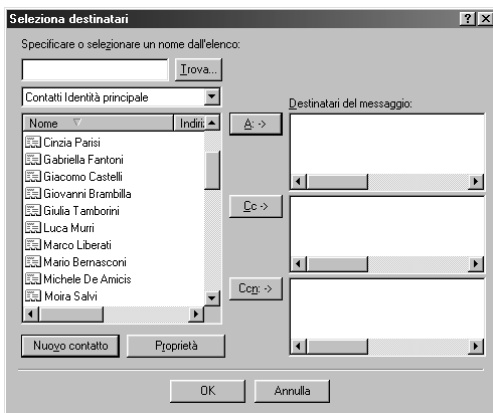 Seleziona destinatari
Specificare o selezionare un nome dall'elenco:
Trova...
Contatti Identità principale
Nome Indiri
Cinzia Parisi
Gabriella Fantoni
Giacomo Castelli
Giovanni Brambilla
Giulia Tamborini
Luca Murri
Marco Liberati
Mario Bernasconi
Michele De Amicis
Moira Salvi
Nuovo contatto Proprietà
A: ->
Cc ->
Ccn: ->
Destinatari del messaggio:
OK Annulla